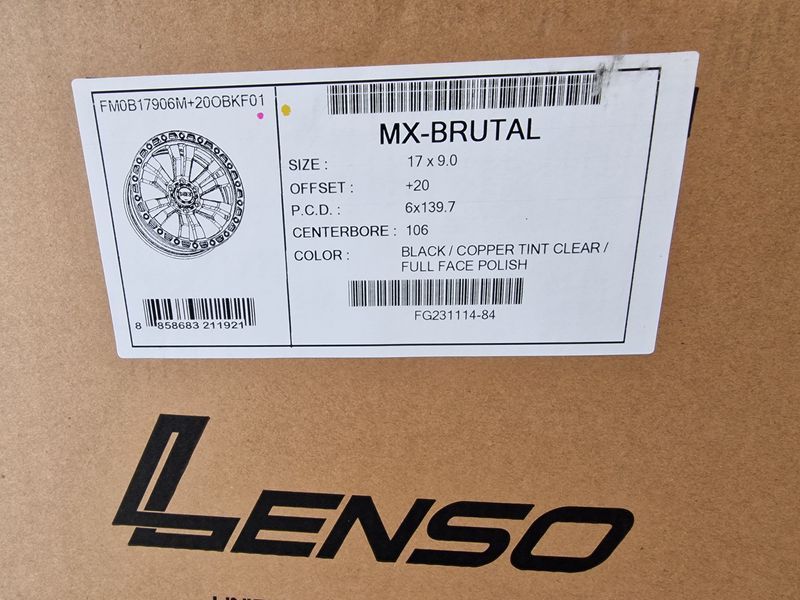 FM0B17906M+20OBKF01
MX-BRUTAL
SIZE : 17 x 9.0
OFFSET : +20
P.C.D. : 6x139.7
CENTERBORE : 106
COLOR : BLACK / COPPER TINT CLEAR /
FULL FACE POLISH
FG231114-84
8 858683 211921
LENSO